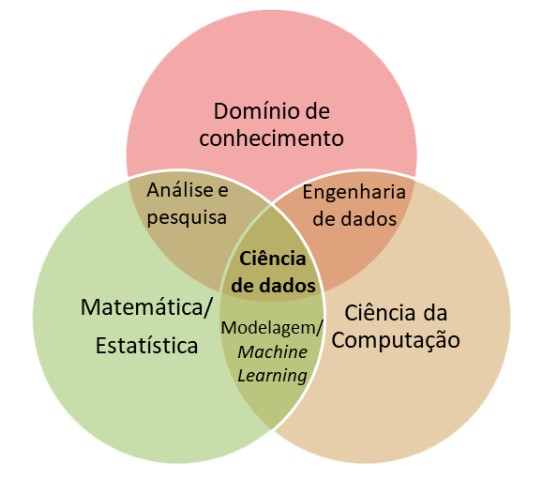 Domínio de
conhecimento
Análise e
pesquisa
Engenharia
de dados
Ciência
de dados
Matemática/
Estatística
Modelagem/
Machine
Learning
Ciência da
Computação